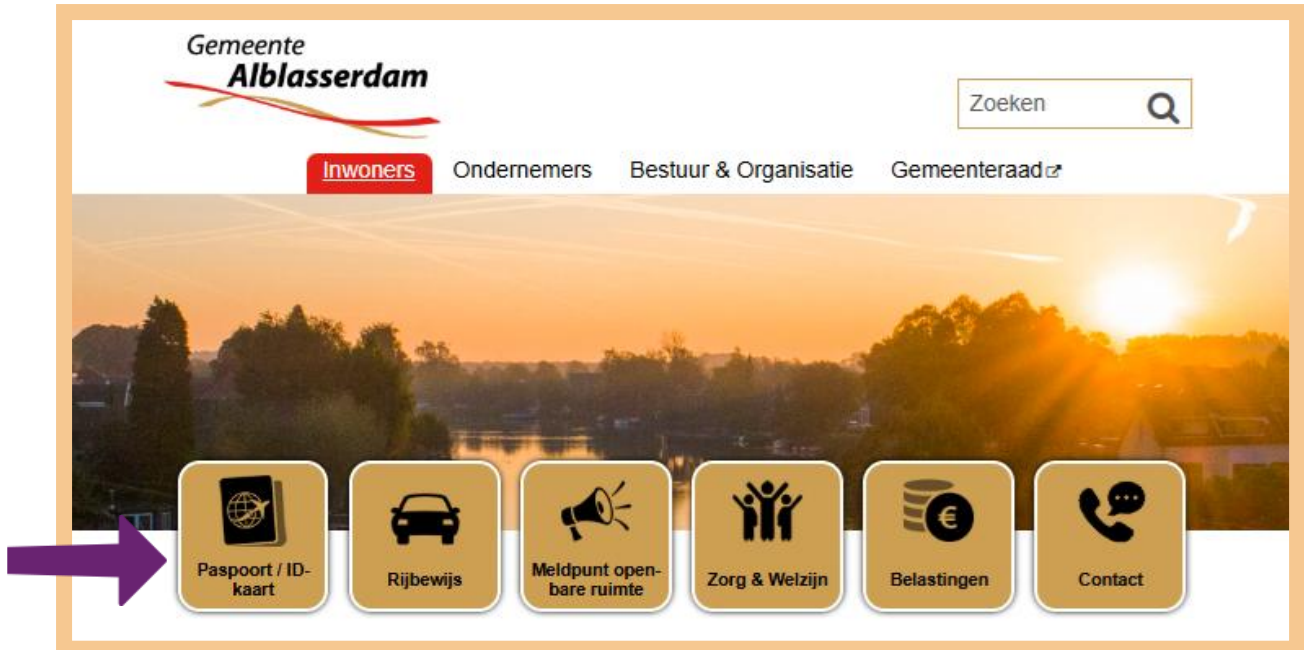 Gemeente
Alblasserdam
Zoeken
Inwoners Ondernemers Bestuur & Organisatie Gemeenteraad
Paspoort / ID-
kaart
Rijbewijs
Meldpunt open-
bare ruimte
Zorg & Welzijn
Belastingen
Contact